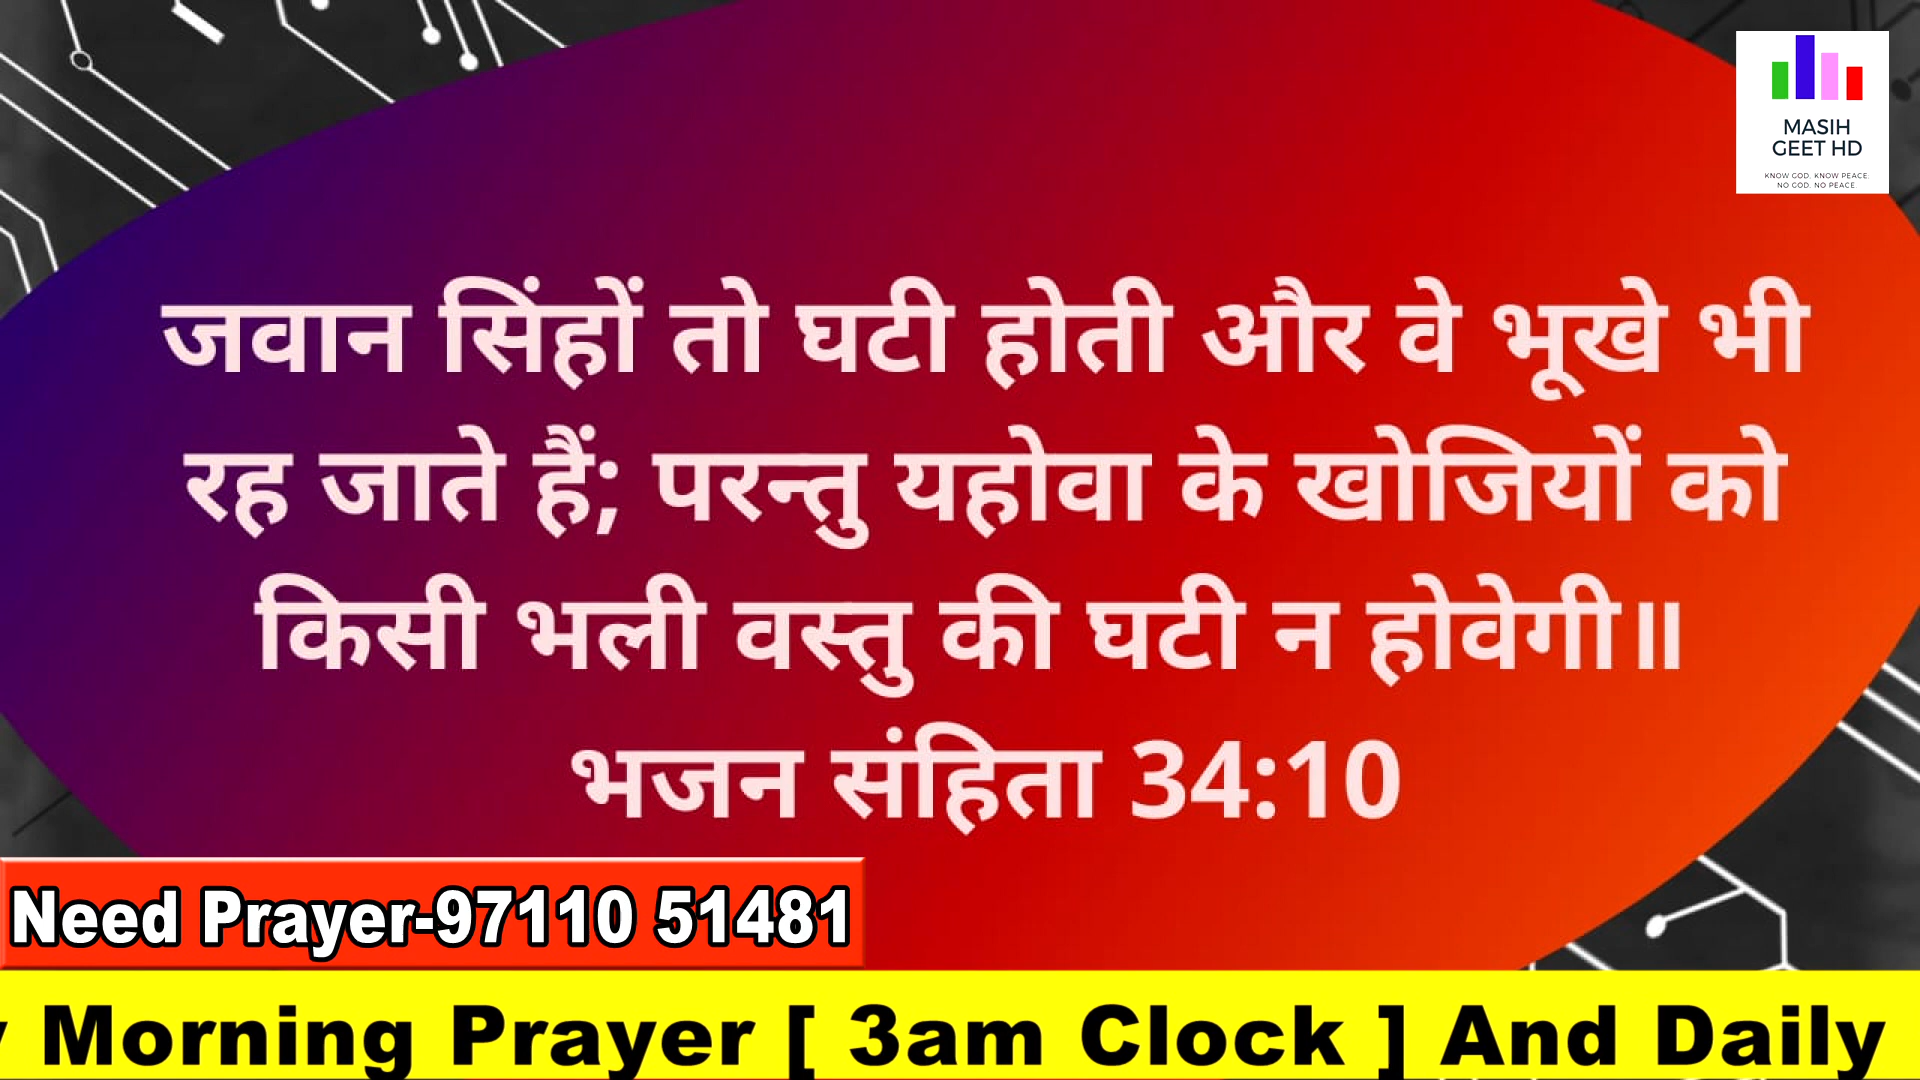 MASIH
GEET HD
KNOW GOD. KNOW PEACE:
NO GOD. NO PEACE.
जवान सिंहों तो घटी होती और वे भूखे भी
रह जाते हैं; परन्तु यहोवा के खोजियों को
किसी भली वस्तु की घटी न होवेगी॥
भजन संहिता 34:10
Need Prayer-97110 51481
Morning Prayer [ 3am Clock ] And Daily